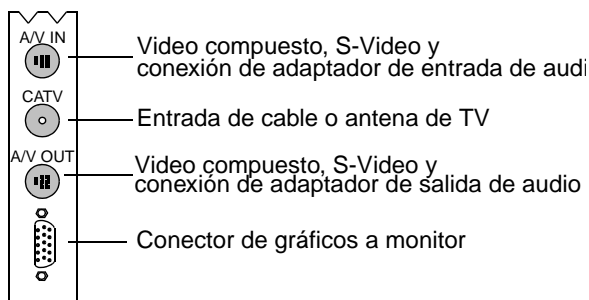 A/V IN
Video compuesto, S-Video y
conexión de adaptador de entrada de audi
CATV
Entrada de cable o antena de TV
A/V OUT
Video compuesto, S-Video y
conexión de adaptador de salida de audio
Conector de gráficos a monitor